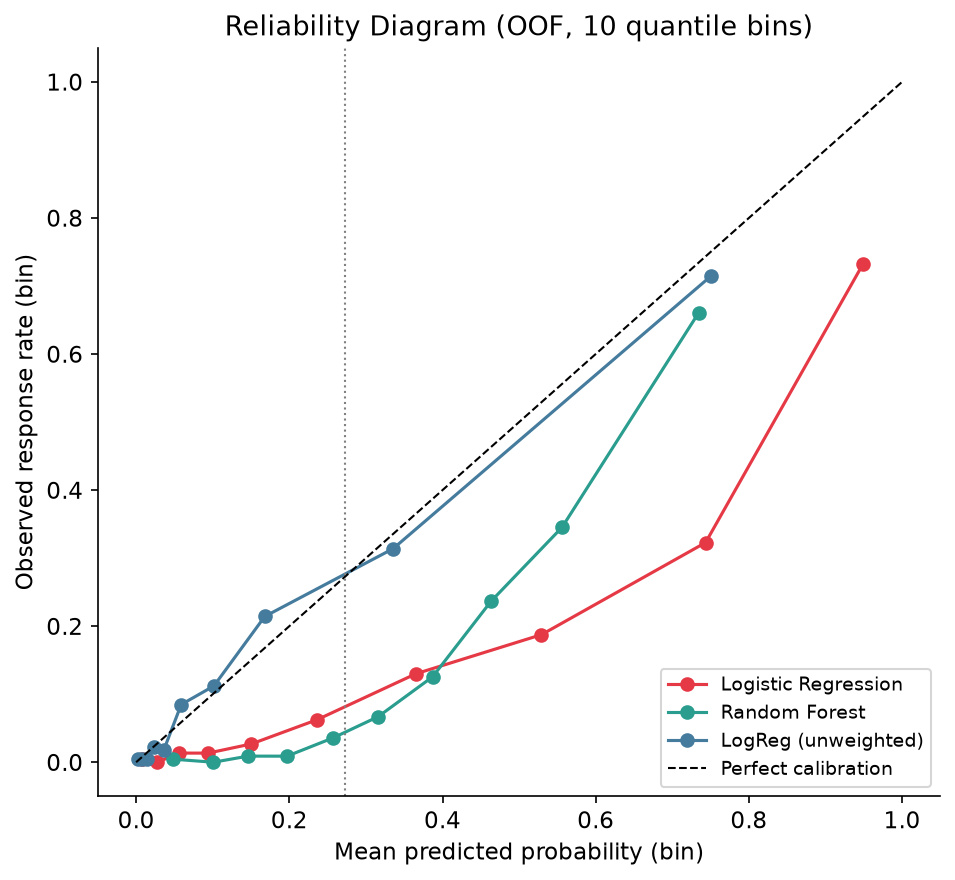 Reliability Diagram (OOF, 10 quantile bins)
Observed response rate (bin)
1.0
0.8
0.6
0.4
0.2
0.0
Logistic Regression
Random Forest
LogReg (unweighted)
Perfect calibration
0.0 0.2 0.4 0.6 0.8 1.0
Mean predicted probability (bin)